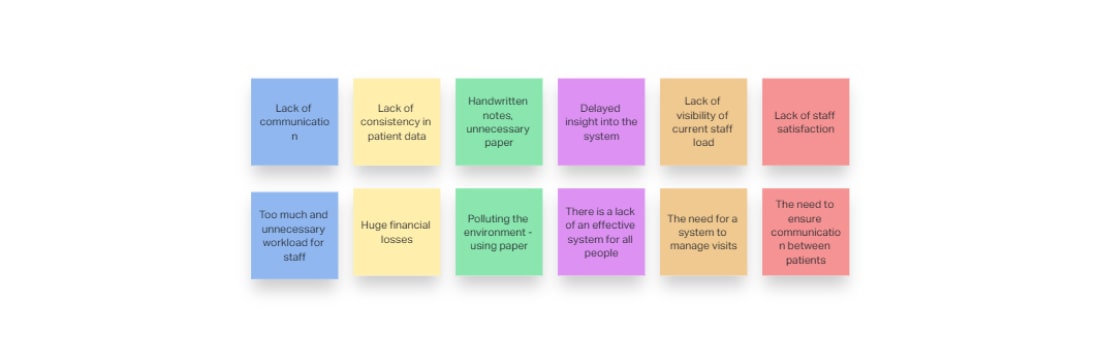 Lack of
communicatio
n
Lack of
consistency in
patient data
Handwritten
notes,
unnecessary
paper
Delayed
insight into the
system
Lack of
visibility of
current staff
load
Lack of staff
satisfaction
Too much and
unnecessary
workload for
staff
Huge financial
losses
Polluting the
environment -
using paper
There is a lack
of an effective
system for all
people
The need for a
system to
manage visits
The need to
ensure
communicatio
n between
patients